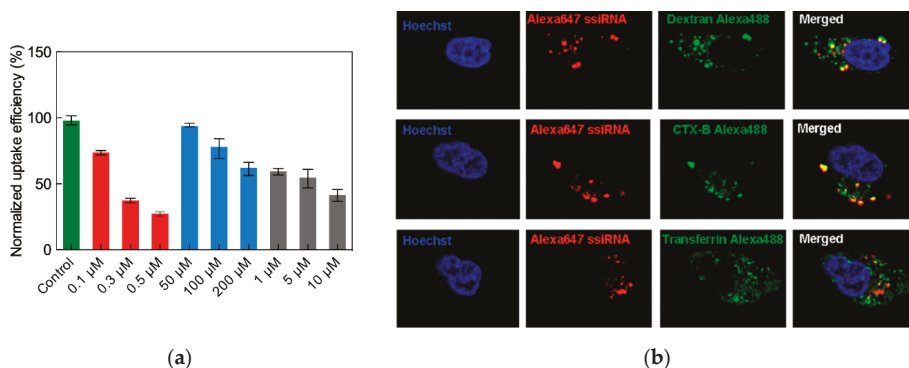 Normalized uptake efficiency (%)
150
100
50
0
Control
0.1 µM
0.3 µM
0.5 µM
50 µM
100 µM
200 µM
1 µM
5 µM
10 µM
(a)
Hoechst
Alexa647 ssiRNA
Dextran Alexa488
Merged
Hoechst
Alexa647 ssiRNA
CTX-B Alexa488
Merged
Hoechst
Alexa647 ssiRNA
Transferrin Alexa488
Merged
(b)